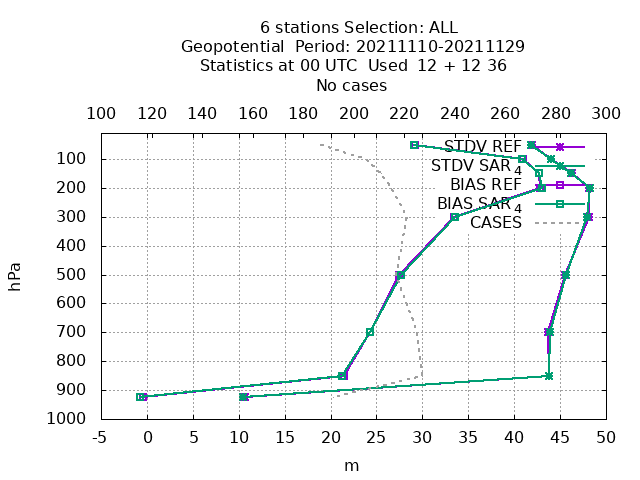 6 stations Selection: ALL
Geopotential  Period: 20211110-20211129
Statistics at 00 UTC  Used  12 + 12 36
No cases
100 120 140 160 180 200 220 240 260 280 300
STDV REF
STDV SAR4
BIAS REF
BIAS SAR4
CASES
100
200
300
400
500
600
700
800
900
1000
hPa
-5 0 5 10 15 20 25 30 35 40 45 50
m